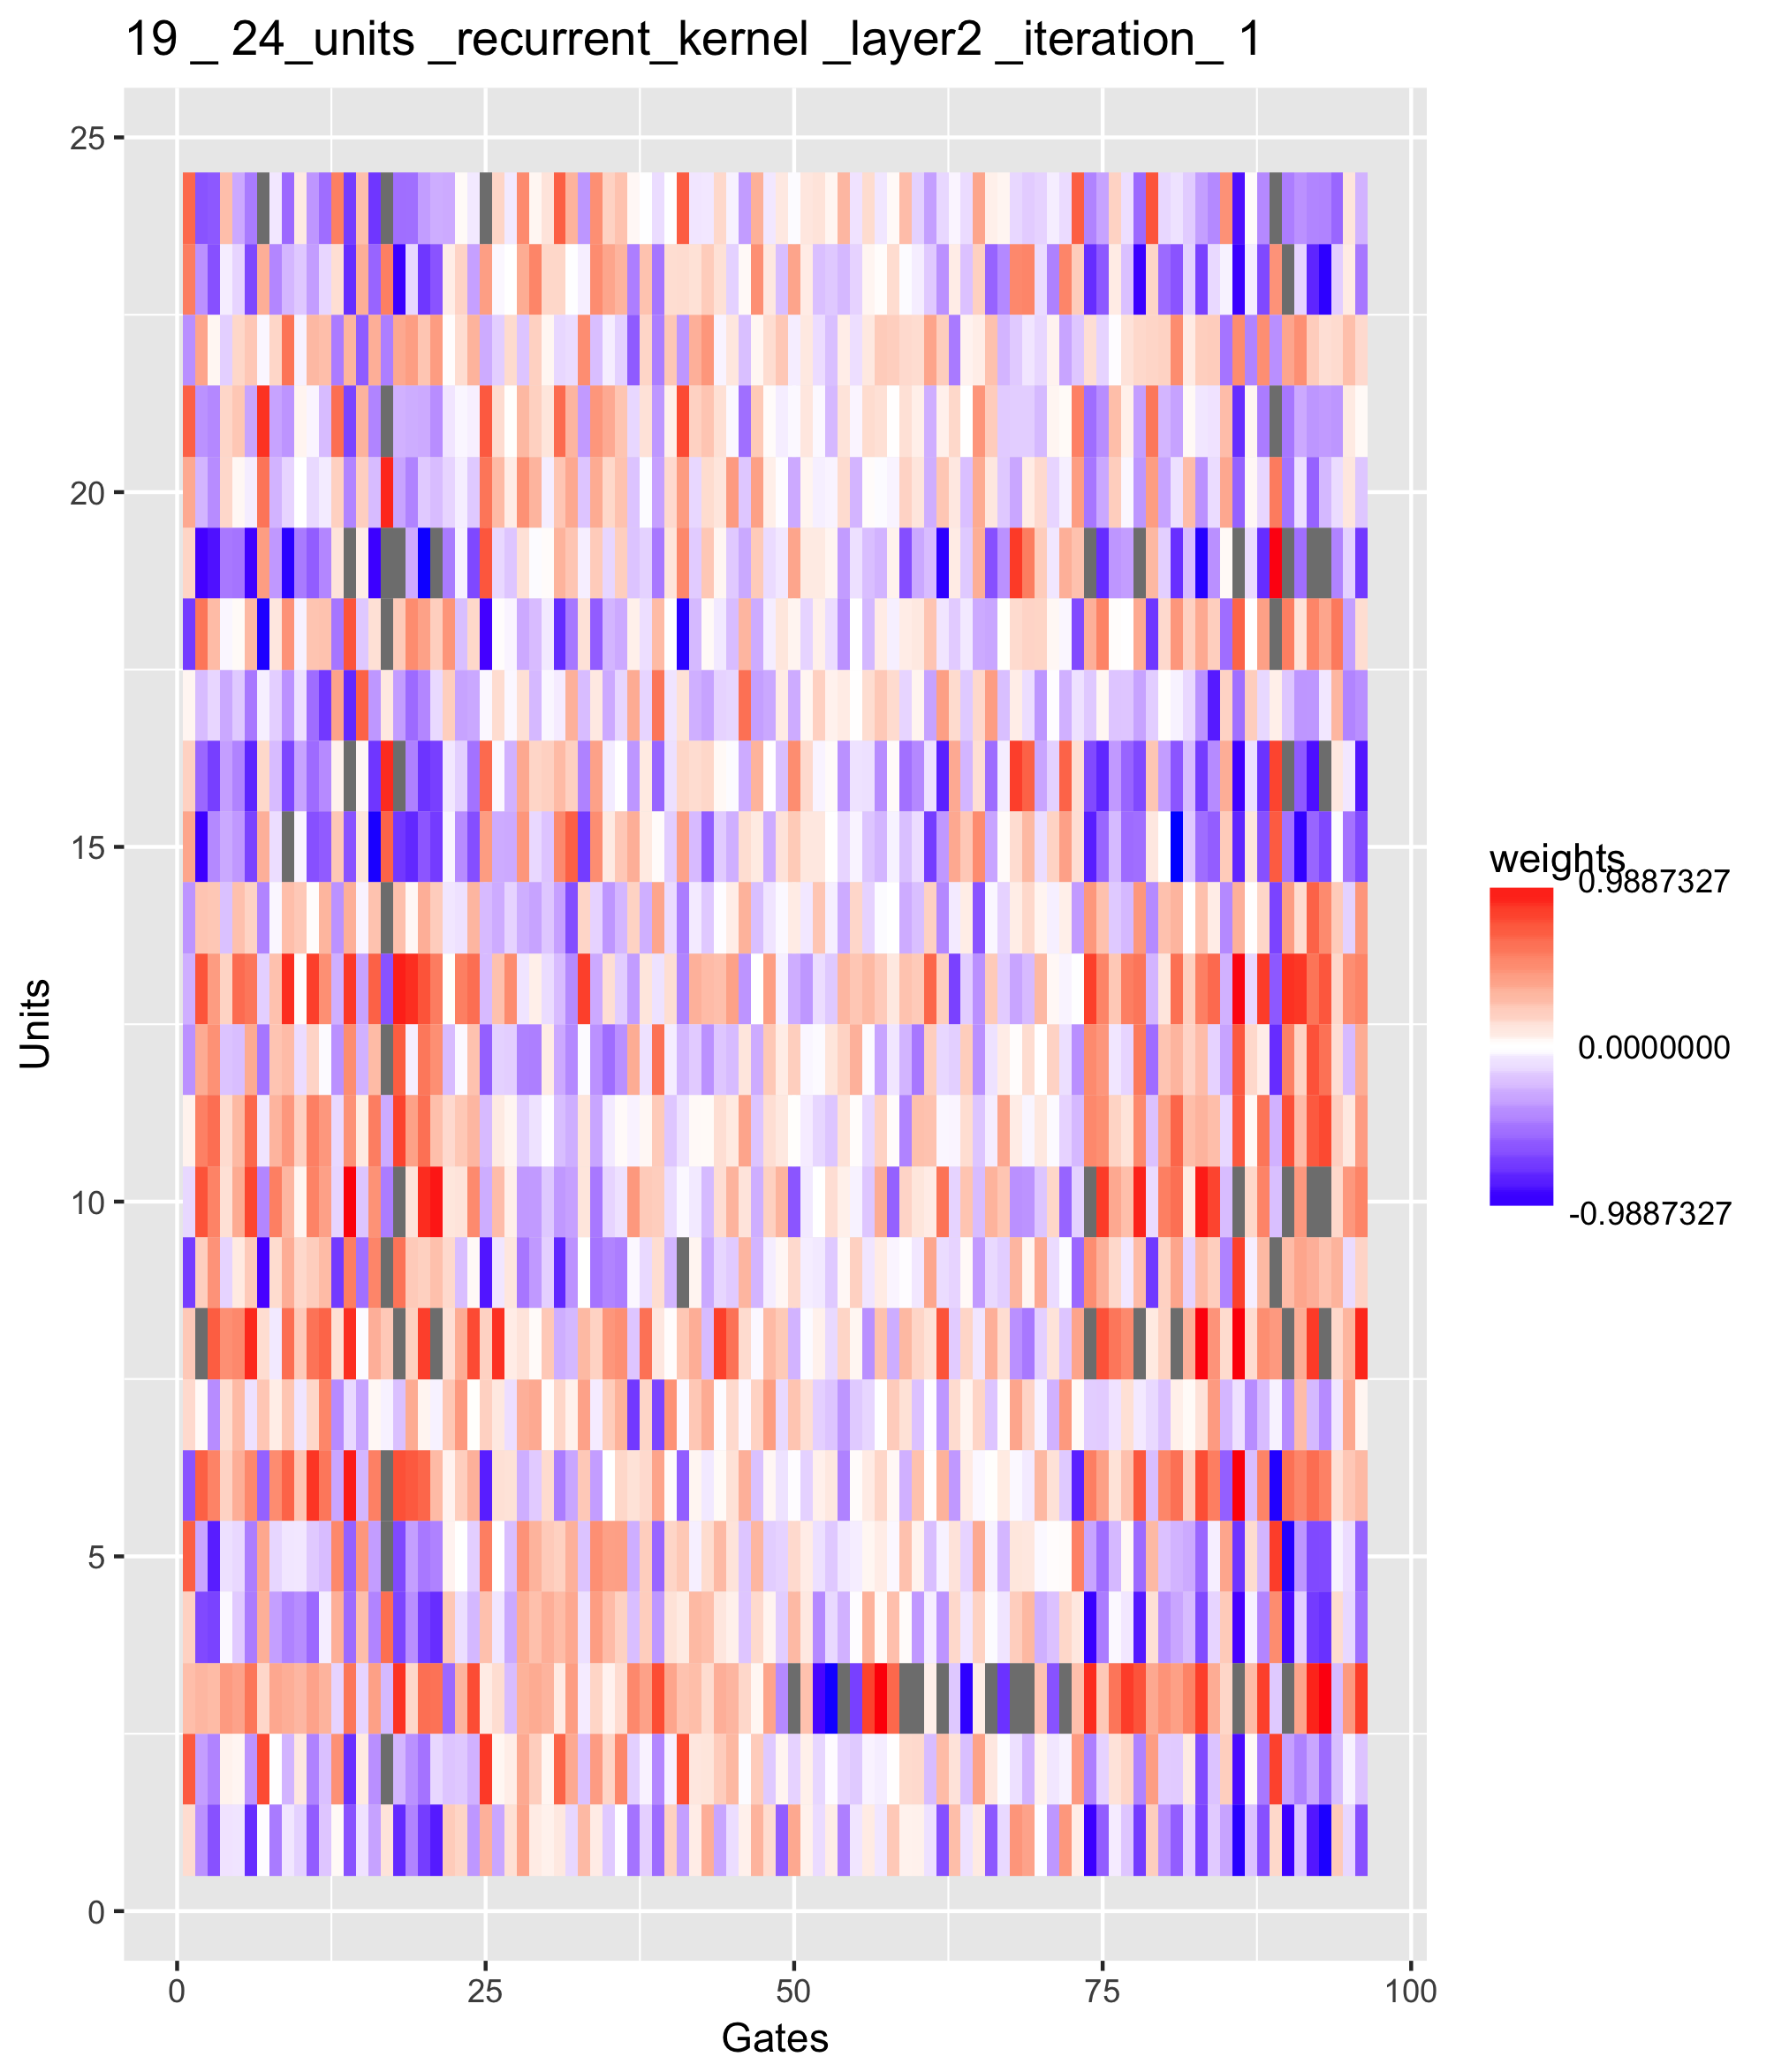 19 _ 24_units _recurrent_kernel _layer2 _iteration_ 1
25
20
15
10
5
0
Units
0 25 50 75 100
Gates
weights
0.9887327
0.0000000
-0.9887327